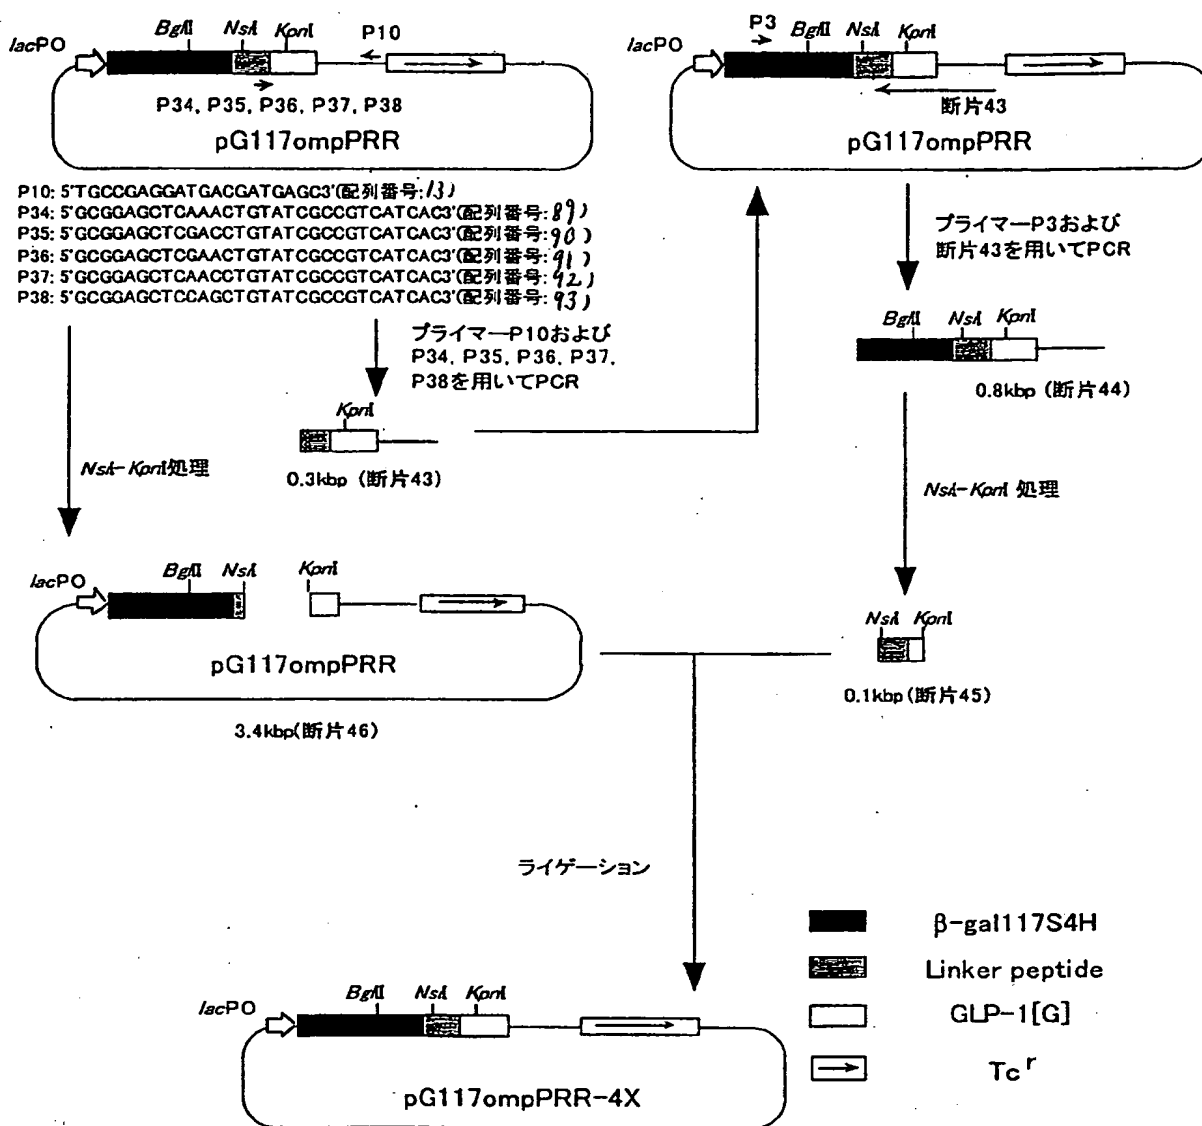 lacPO
BglII
NsiI
KpnI
P10
P34, P35, P36, P37, P38
pG117ompPRR
lacPO
P3
BglII
NsiI
KpnI
断片43
pG117ompPRR
P10: 5'TGCCGAGGATGACGATGAGC3'(配列番号:13)
P34: 5'GCGGAGCTCAAACTGTATCGCCGTCATCAC3'(配列番号:89)
P35: 5'GCGGAGCTCGACCTGTATCGCCGTCATCAC3'(配列番号:90)
P36: 5'GCGGAGCTCGAACTGTATCGCCGTCATCAC3'(配列番号:91)
P37: 5'GCGGAGCTCAACCTGTATCGCCGTCATCAC3'(配列番号:92)
P38: 5'GCGGAGCTCCAGCTGTATCGCCGTCATCAC3'(配列番号:93)
プライマーP10および
P34, P35, P36, P37,
P38を用いてPCR
KpnI
0.3kbp (断片43)
NsiI-KpnI処理
プライマーP3および
断片43を用いてPCR
BglII
NsiI
KpnI
0.8kbp (断片44)
NsiI-KpnI 処理
lacPO
BglII
NsiI
KpnI
pG117ompPRR
3.4kbp(断片46)
NsiI
KpnI
0.1kbp(断片45)
ライゲーション
lacPO
BglII
NsiI
KpnI
pG117ompPRR-4X
β-gal117S4H
Linker peptide
GLP-1[G]
Tc r